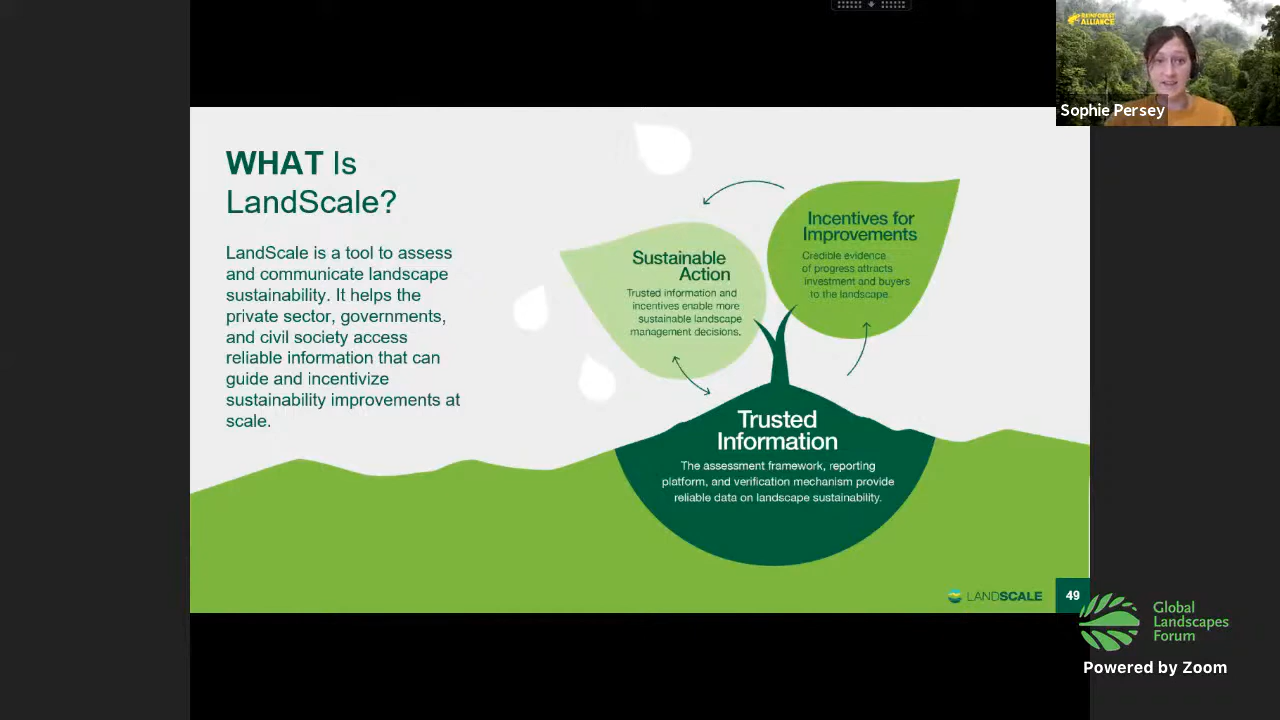 RAINFOREST
ALLIANCE
Sophie Persey
WHAT Is
LandScale?
LandScale is a tool to assess
and communicate landscape
sustainability. It helps the
private sector, governments,
and civil society access
reliable information that can
guide and incentivize
sustainability improvements at
scale.
Sustainable
Action
Trusted information and
incentives enable more
sustainable landscape
management decisions.
Incentives for
Improvements
Credible evidence
of progress attracts
investment and buyers
to the landscape.
Trusted
Information
The assessment framework, reporting
platform, and verification mechanism provide
reliable data on landscape sustainability.
LANDSCALE
49
Global
Landscapes
Forum
Powered by Zoom